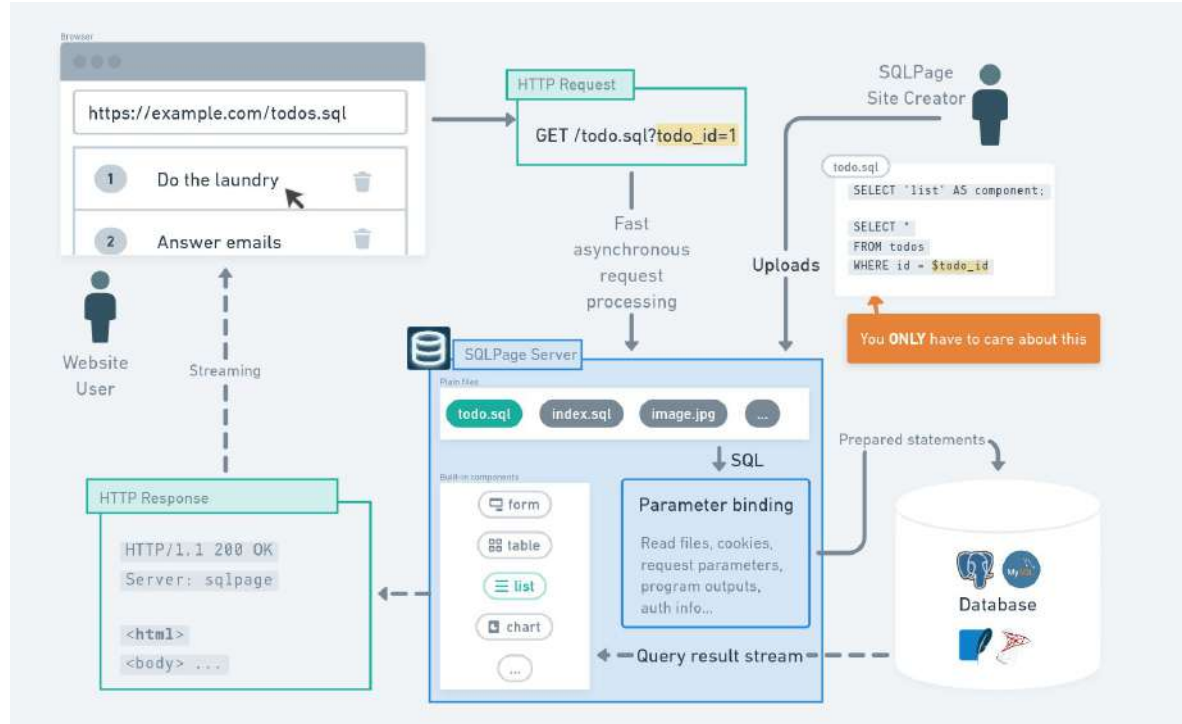 Browser
https://example.com/todos.sql
1 Do the laundry
2 Answer emails
Website
User
HTTP Request
GET /todo.sql?todo_id=1
Fast
asynchronous
request
processing
SQLPage
Site Creator
Uploads
todo.sql
SELECT 'list' AS component;
SELECT *
FROM todos
WHERE id = $todo_id
You ONLY have to care about this
SQLPage Server
Plain files
todo.sql index.sql image.jpg ...
SQL
Built-in components
form
table
list
chart
...
Parameter binding
Read files, cookies,
request parameters,
program outputs,
auth info...
Prepared statements
MySQL
Database
Query result stream
HTTP Response
HTTP/1.1 200 OK
Server: sqlpage
<html>
<body> ...
Streaming